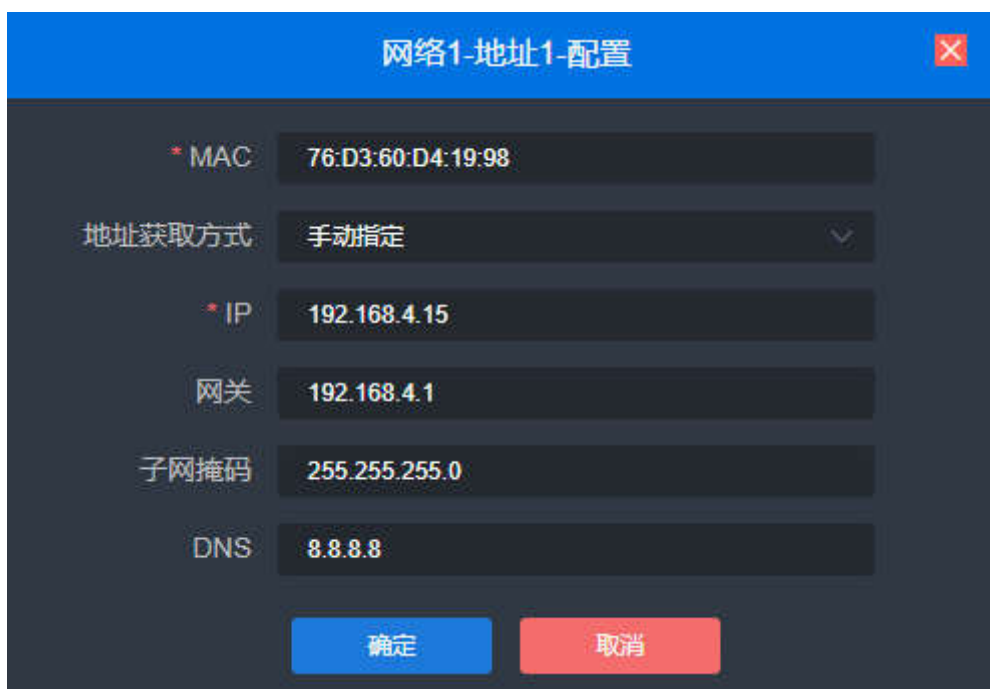 网络1-地址1-配置
* MAC 76:D3:60:D4:19:98
地址获取方式 手动指定
* IP 192.168.4.15
网关 192.168.4.1
子网掩码 255.255.255.0
DNS 8.8.8.8
确定 取消